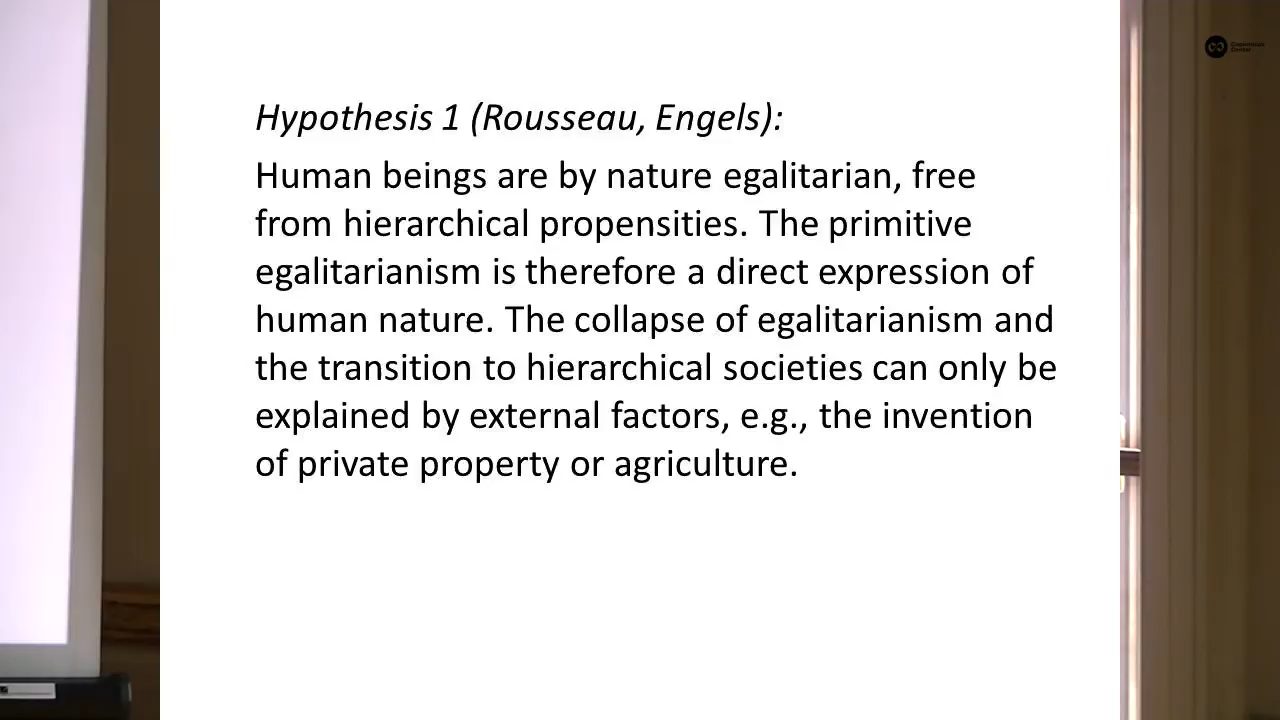 Hypothesis 1 (Rousseau, Engels):
Human beings are by nature egalitarian, free
from hierarchical propensities. The primitive
egalitarianism is therefore a direct expression of
human nature. The collapse of egalitarianism and
the transition to hierarchical societies can only be
explained by external factors, e.g., the invention
of private property or agriculture.
Copernicus
Center